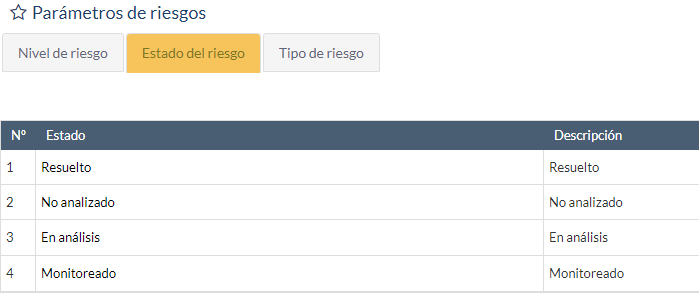 Parámetros de riesgos
Nivel de riesgo Estado del riesgo Tipo de riesgo
Nº Estado Descripción
1 Resuelto Resuelto
2 No analizado No analizado
3 En análisis En análisis
4 Monitoreado Monitoreado